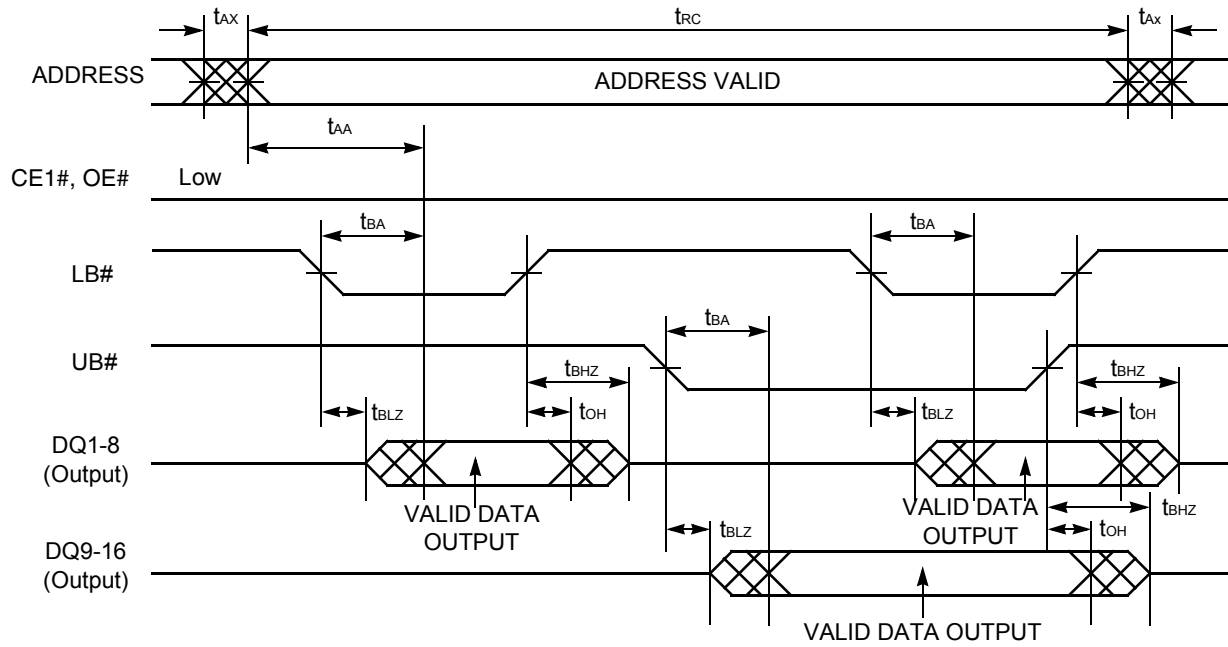 tAX tRC tAx
ADDRESS ADDRESS VALID
tAA
CE1#, OE# Low
tBA tBA
LB#
tBA
UB#
tBHZ tBHZ
tBLZ tOH tBLZ tOH
DQ1-8
(Output)
VALID DATA
OUTPUT
VALID DATA
OUTPUT
tBHZ
tBLZ tOH
DQ9-16
(Output)
VALID DATA OUTPUT